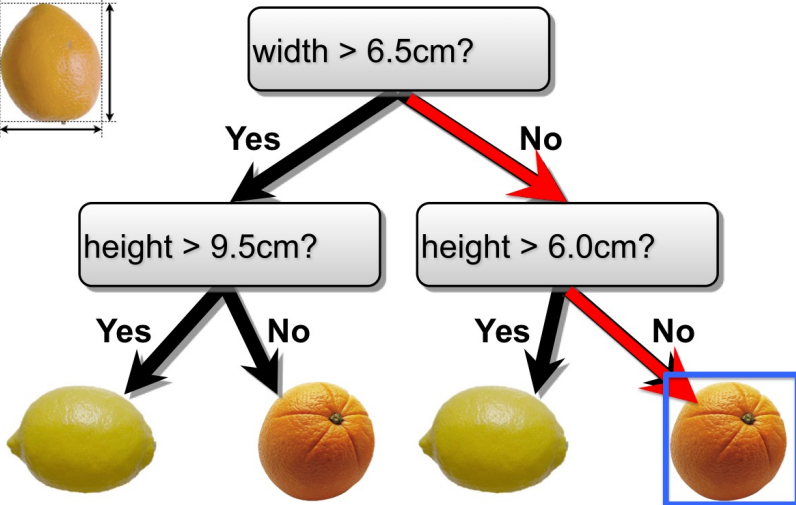 width > 6.5cm?
Yes
No
height > 9.5cm?
height > 6.0cm?
Yes
No
Yes
No